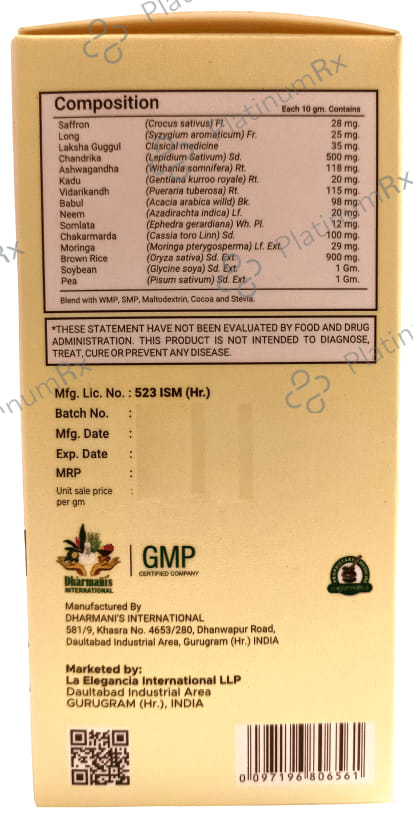 PlatinumRx
Composition
Each 10 gm. Contains
Saffron (Crocus sativus) Fl. 28 mg.
Long (Syzygium aromaticum) Fr. 25 mg.
Laksha Guggul Clasical medicine 35 mg.
Chandrika (Lepidium Sativum) Sd. 500 mg.
Ashwagandha (Withania somnifera) Rt. 118 mg.
Kadu (Gentiana kurroo royale) Rt. 20 mg.
Vidarikandh (Pueraria tuberosa) Rt. 115 mg.
Babul (Acacia arabica willd) Bk. 98 mg.
Neem (Azadirachta indica) Lf. 20 mg.
Somlata (Ephedra gerardiana) Wh. Pl. 12 mg.
Chakarmarda (Cassia toro Linn) Sd. 100 mg.
Moringa (Moringa pterygosperma) Lf. Ext. 29 mg.
Brown Rice (Oryza sativa) Sd. Ext. 900 mg.
Soybean (Glycine soya) Sd. Ext. 1 Gm.
Pea (Pisum sativum) Sd. Ext. 1 Gm.
Blend with WMP, SMP, Maltodextrin, Cocoa and Stevia.
*THESE STATEMENT HAVE NOT BEEN EVALUATED BY FOOD AND DRUG
ADMINISTRATION. THIS PRODUCT IS NOT INTENDED TO DIAGNOSE,
TREAT, CURE OR PREVENT ANY DISEASE.
Mfg. Lic. No. : 523 ISM (Hr.)
Batch No. :
Mfg. Date :
Exp. Date :
MRP :
Unit sale price :
per gm
Dharmani's
INTERNATIONAL
GMP
CERTIFIED COMPANY
Manufactured By
DHARMANI'S INTERNATIONAL
581/9, Khasra No. 4653/280, Dhanwapur Road,
Daultabad Industrial Area, Gurugram (Hr.) INDIA
Marketed by:
La Elegancia International LLP
Daultabad Industrial Area
GURUGRAM (Hr.), INDIA
0 097196 806561